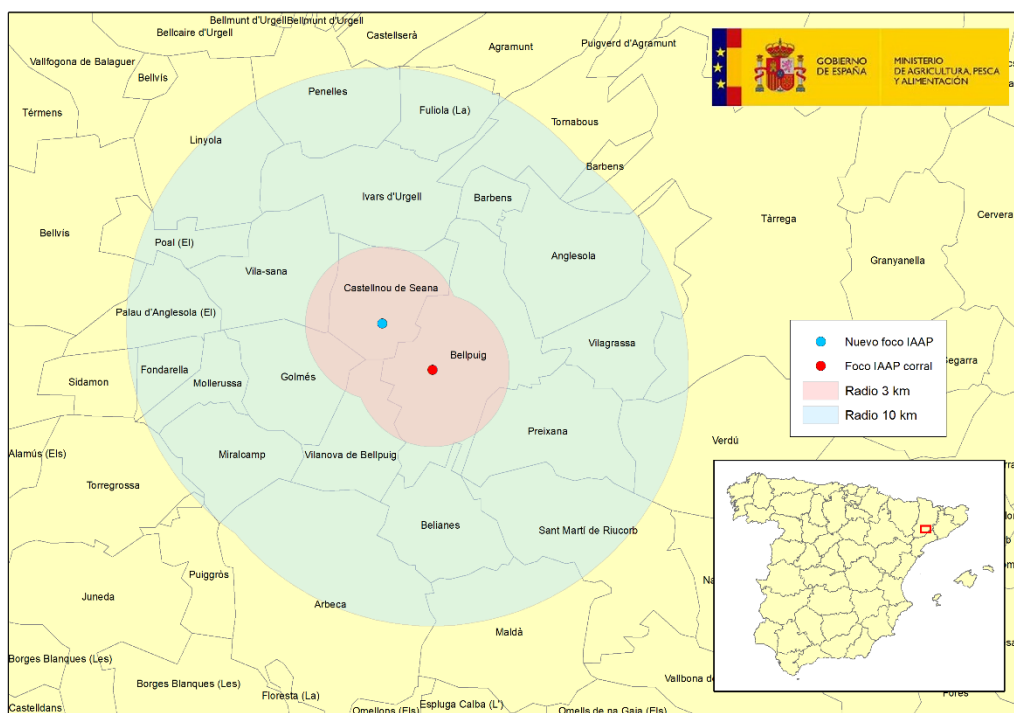 Bellmunt d'Urgell
Bellmunt d'Urgell
Bellcaire d'Urgell
Castellserà
Agramunt
Puigverd d'Agramunt
Vallfogona de Balaguer
Bellvís
GOBIERNO
DE ESPAÑA
MINISTERIO
DE AGRICULTURA, PESCA
Y ALIMENTACIÓN
Penelles
Térmens
Fuliola (La)
Tornabous
Linyola
Barbens
Ivars d'Urgell
Barbens
Tàrrega
Cervera
Bellvís
Poal (El)
Anglesola
Granyanella
Vila-sana
Castellnou de Seana
Palau d'Anglesola (El)
Nuevo foco IAAP
Foco IAAP corral
Radio 3 km
Radio 10 km
Bellpuig
Vilagrassa
Segarra
Fondarella
Mollerussa
Golmés
Sidamon
Preixana
Verdú
Alamús (Els)
Miralcamp
Vilanova de Bellpuig
Torregrossa
Belianes
Sant Martí de Riucorb
Puiggròs
Juneda
Arbeca
Maldà
Borges Blanques (Les)
Borges Blanques (Les)
Floresta (La)
Vallbona de
Fores
Castelldans
Omellons (Els)
Espluga Calba (L')
Omells de na Gaia (Els)